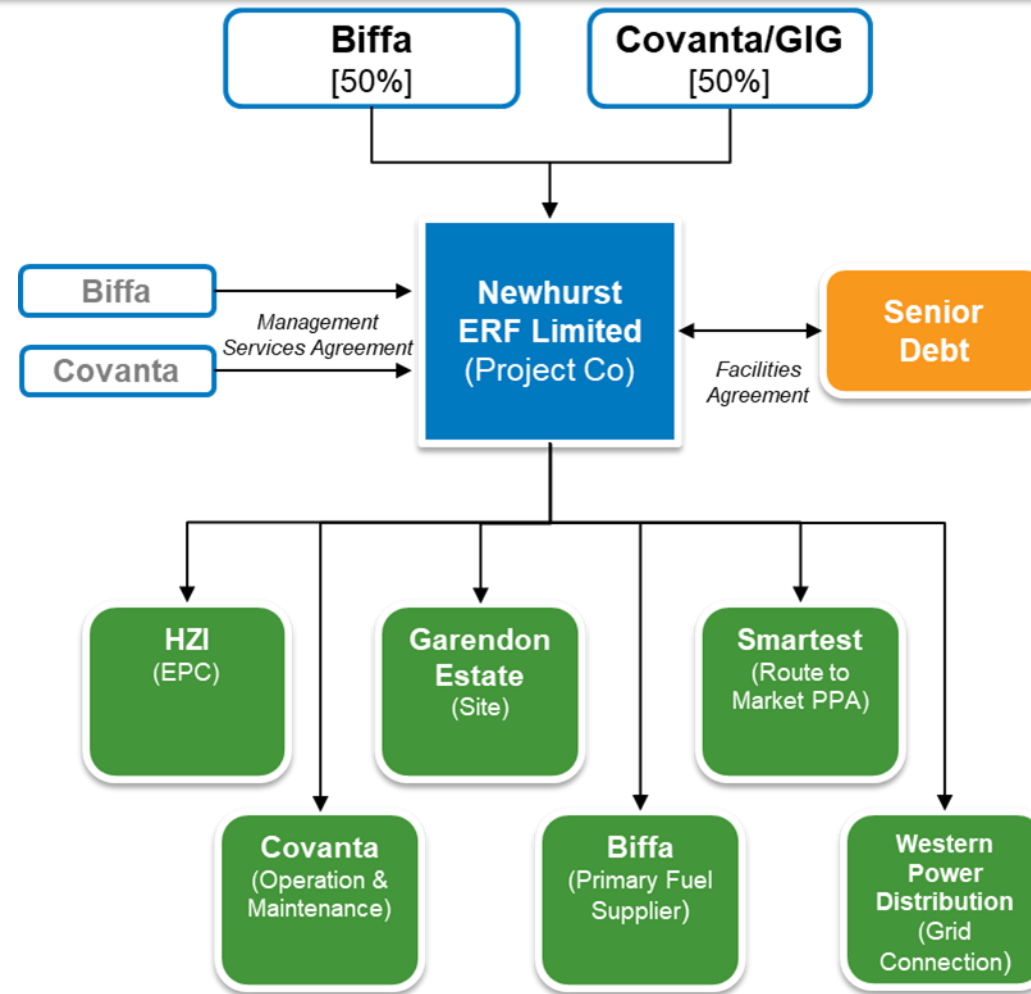 Biffa
[50%]
Covanta/GIG
[50%]
Biffa
Covanta
Management
Services Agreement
Newhurst
ERF Limited
(Project Co)
Facilities
Agreement
Senior
Debt
HZI
(EPC)
Garendon
Estate
(Site)
Smartest
(Route to
Market PPA)
Covanta
(Operation &
Maintenance)
Biffa
(Primary Fuel
Supplier)
Western
Power
Distribution
(Grid
Connection)